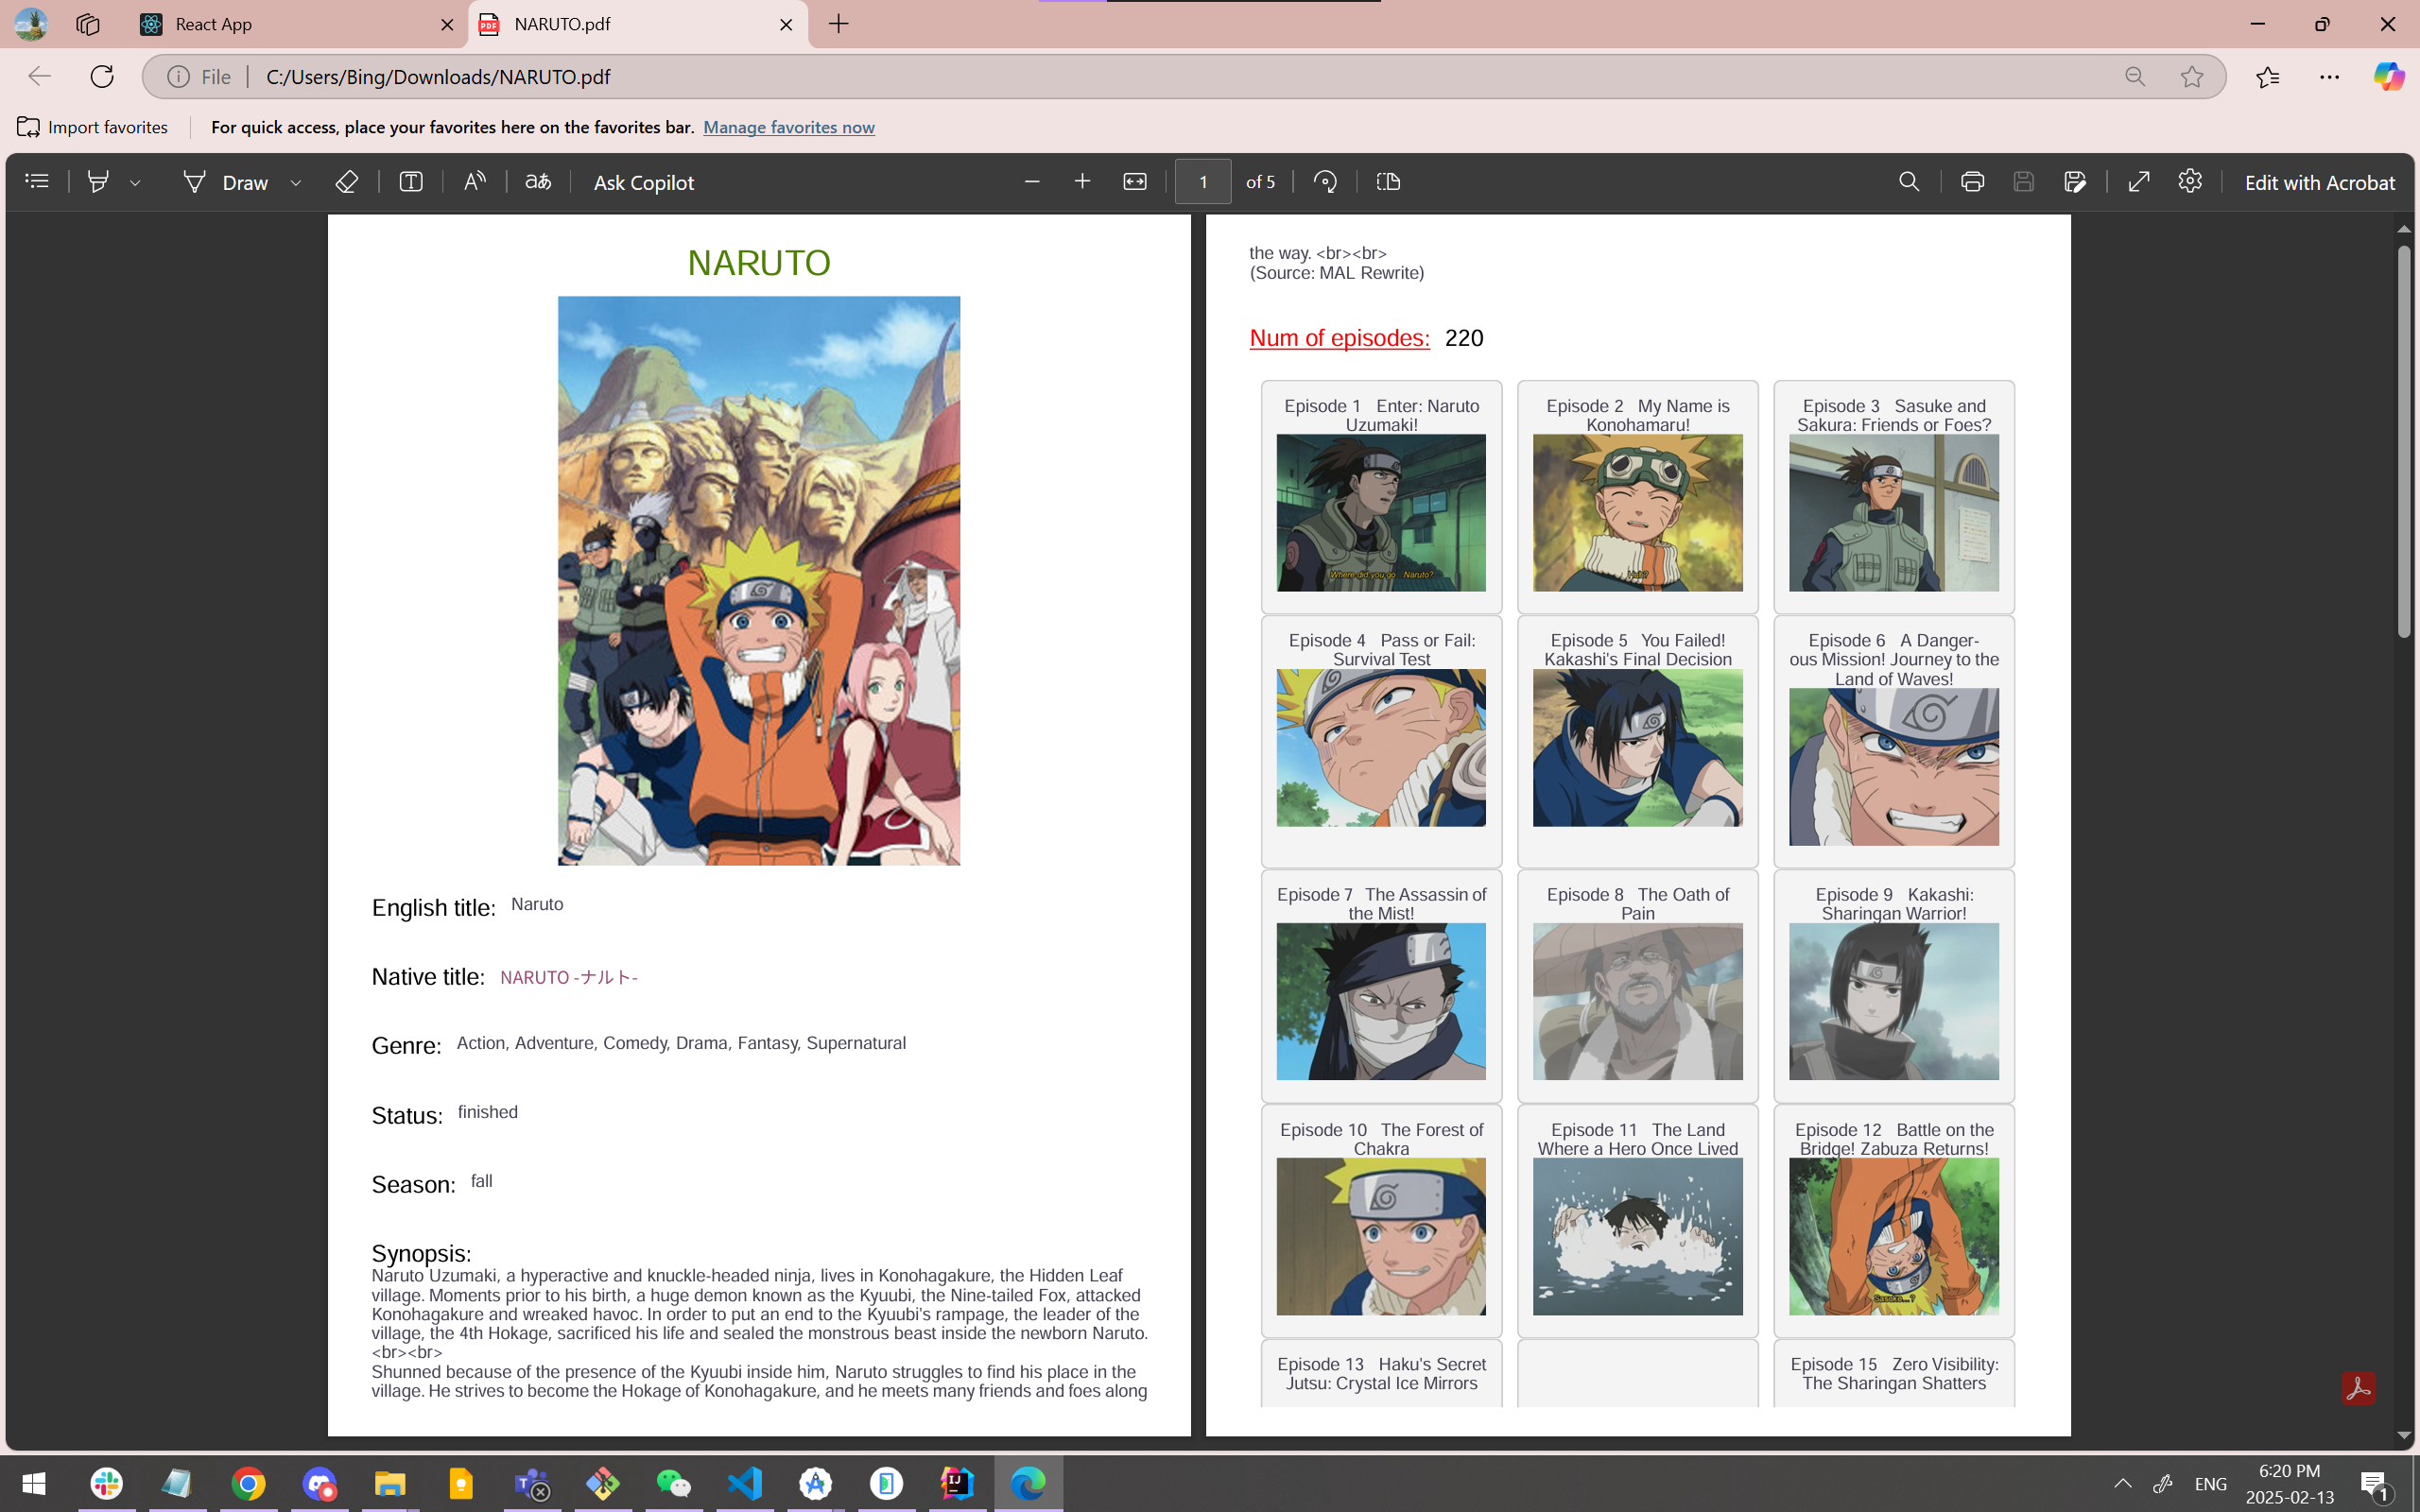 React App
NARUTO.pdf
File
C:/Users/Bing/Downloads/NARUTO.pdf
Import favorites
For quick access, place your favorites here on the favorites bar. Manage favorites now
Draw
Ask Copilot
1 of 5
Edit with Acrobat
NARUTO
English title: Naruto
Native title: NARUTO -ナルト-
Genre: Action, Adventure, Comedy, Drama, Fantasy, Supernatural
Status: finished
Season: fall
Synopsis:
Naruto Uzumaki, a hyperactive and knuckle-headed ninja, lives in Konohagakure, the Hidden Leaf
village. Moments prior to his birth, a huge demon known as the Kyuubi, the Nine-tailed Fox, attacked
Konohagakure and wreaked havoc. In order to put an end to the Kyuubi's rampage, the leader of the
village, the 4th Hokage, sacrificed his life and sealed the monstrous beast inside the newborn Naruto.
<br><br>
Shunned because of the presence of the Kyuubi inside him, Naruto struggles to find his place in the
village. He strives to become the Hokage of Konohagakure, and he meets many friends and foes along
the way. <br><br>
(Source: MAL Rewrite)
Num of episodes: 220
Episode 1 Enter: Naruto
Uzumaki!
Where did you go Naruto?
Episode 2 My Name is
Konohamaru!
Huh?
Episode 3 Sasuke and
Sakura: Friends or Foes?
Episode 4 Pass or Fail:
Survival Test
Episode 5 You Failed!
Kakashi's Final Decision
Episode 6 A Danger-
ous Mission! Journey to the
Land of Waves!
Episode 7 The Assassin of
the Mist!
Episode 8 The Oath of
Pain
Episode 9 Kakashi:
Sharingan Warrior!
Episode 10 The Forest of
Chakra
Episode 11 The Land
Where a Hero Once Lived
Episode 12 Battle on the
Bridge! Zabuza Returns!
Sasuke...?
Episode 13 Haku's Secret
Jutsu: Crystal Ice Mirrors
Episode 15 Zero Visibility:
The Sharingan Shatters
ENG
6:20 PM
2025-02-13
1